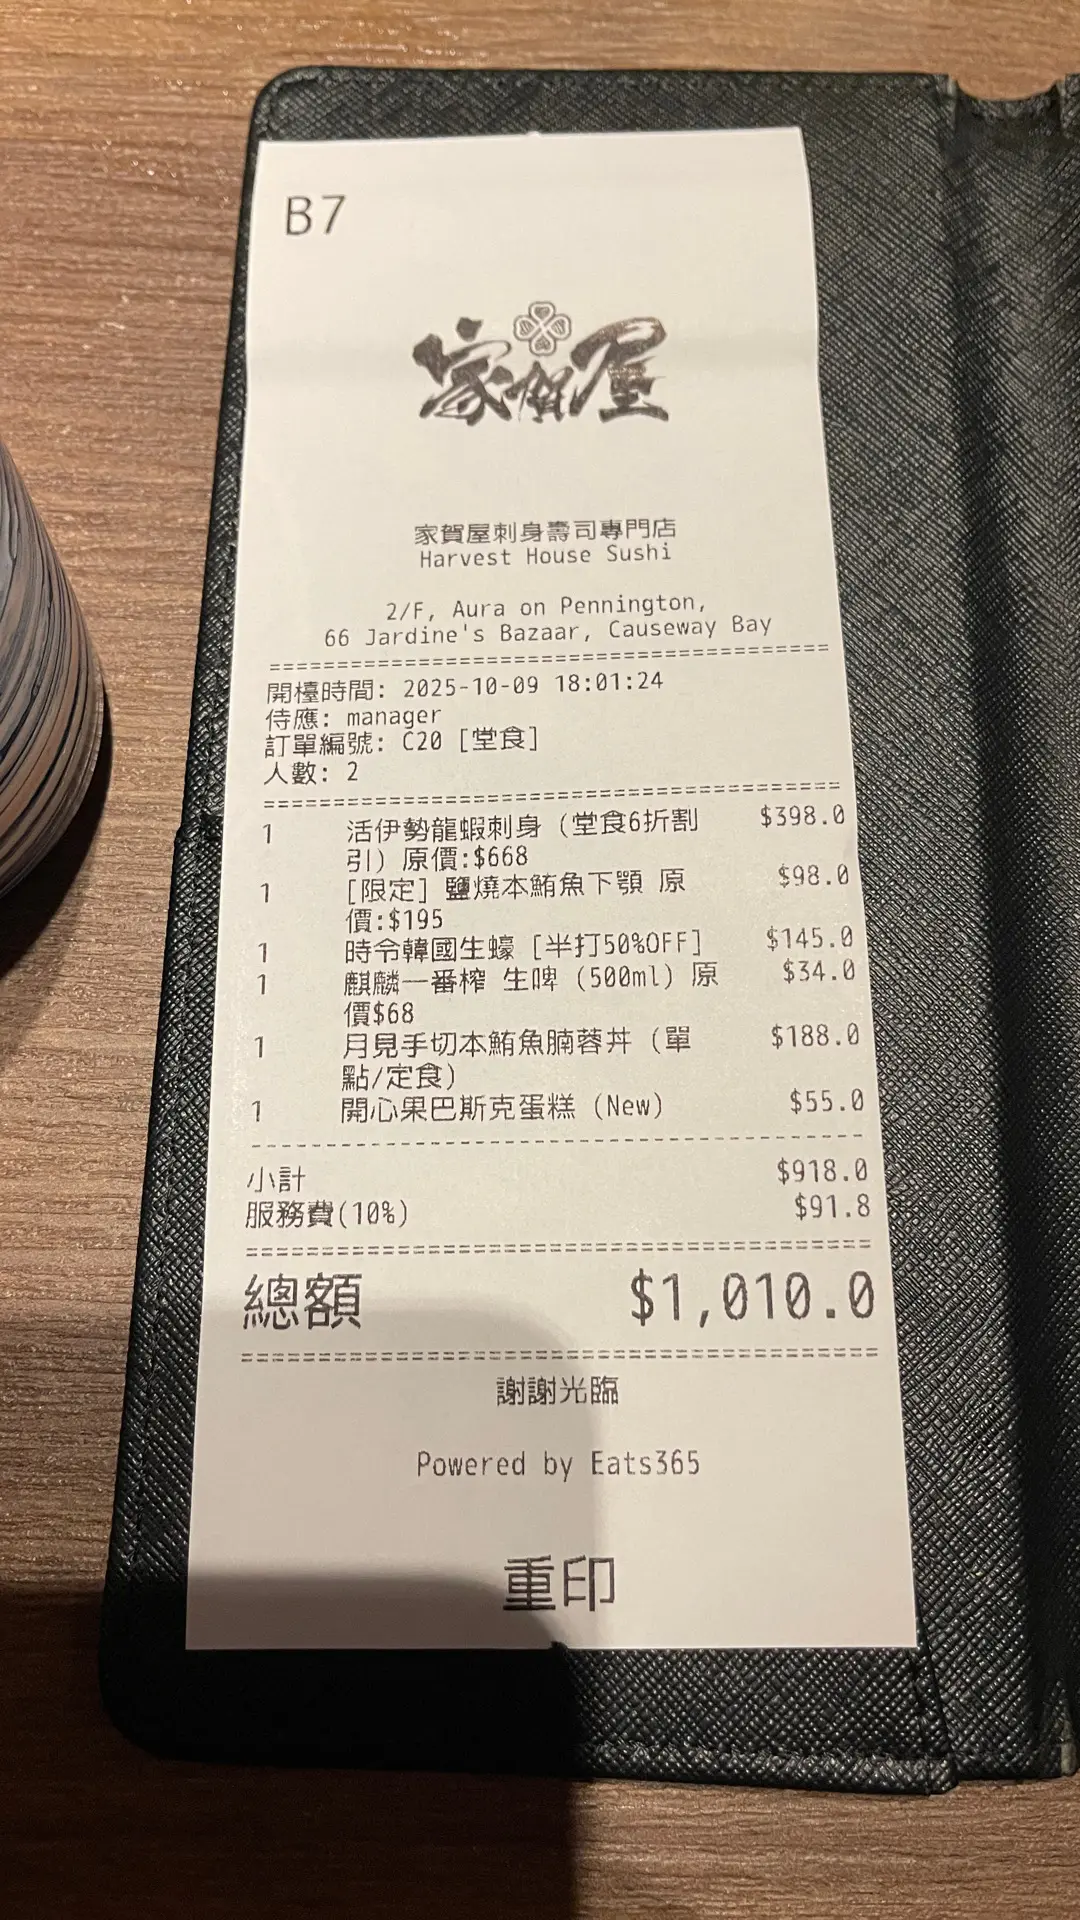 B7
家賀屋
家賀屋刺身壽司專門店
Harvest House Sushi
2/F, Aura on Pennington,
66 Jardine's Bazaar, Causeway Bay
開檯時間: 2025-10-09 18:01:24
侍應: manager
訂單編號: C20 [堂食]
人數: 2
1 活伊勢龍蝦刺身 (堂食6折割 $398.0
引) 原價:$668
1 [限定] 鹽燒本鮪魚下顎 原 $98.0
價:$195
1 時令韓國生蠔 [半打50%OFF] $145.0
1 麒麟一番榨 生啤 (500ml) 原 $34.0
價$68
1 月見手切本鮪魚腩蓉丼 (單 $188.0
點/定食)
1 開心果巴斯克蛋糕 (New) $55.0
小計 $918.0
服務費(10%) $91.8
總額 $1,010.0
謝謝光臨
Powered by Eats365
重印